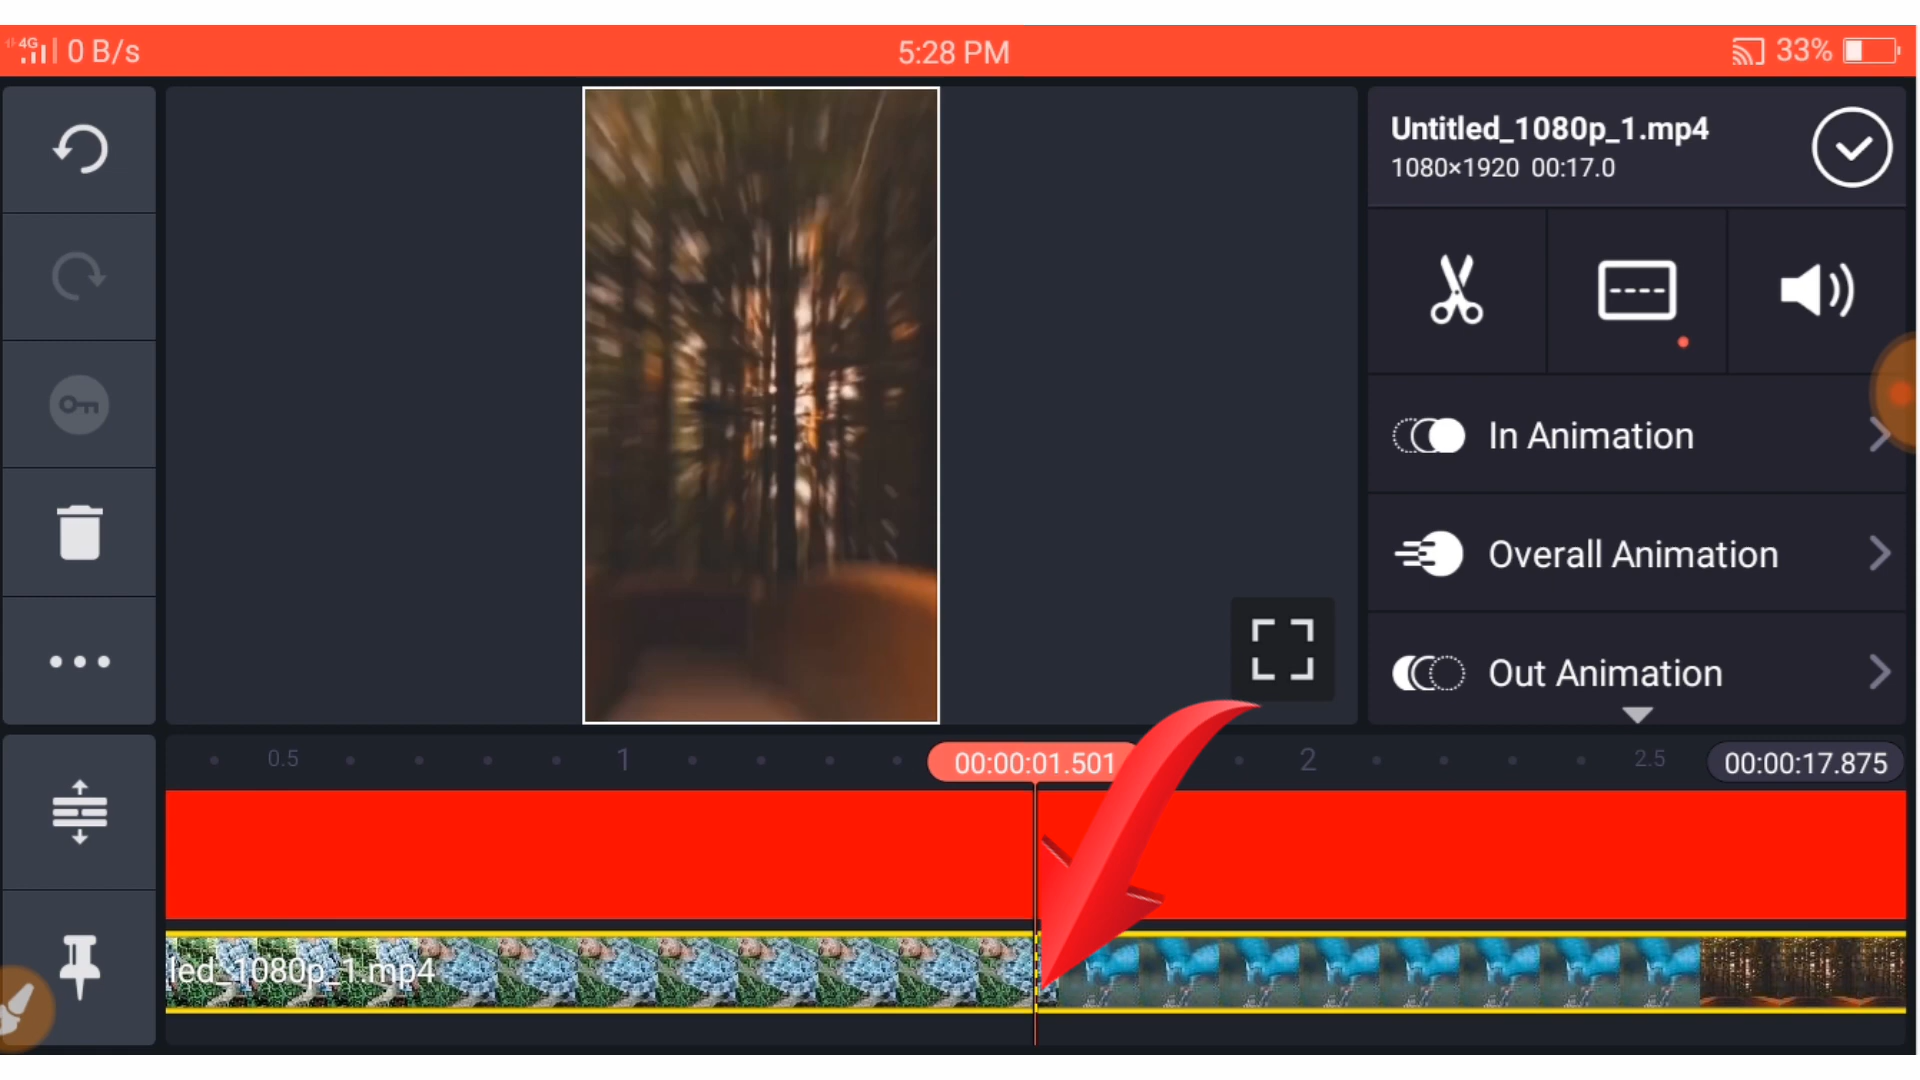 4G 0 B/s
5:28 PM
33%
Untitled_1080p_1.mp4
1080×1920 00:17.0
In Animation
Overall Animation
Out Animation
0.5
1
00:00:01.501
2
2.5
00:00:17.875
led_1080p_1.mp4